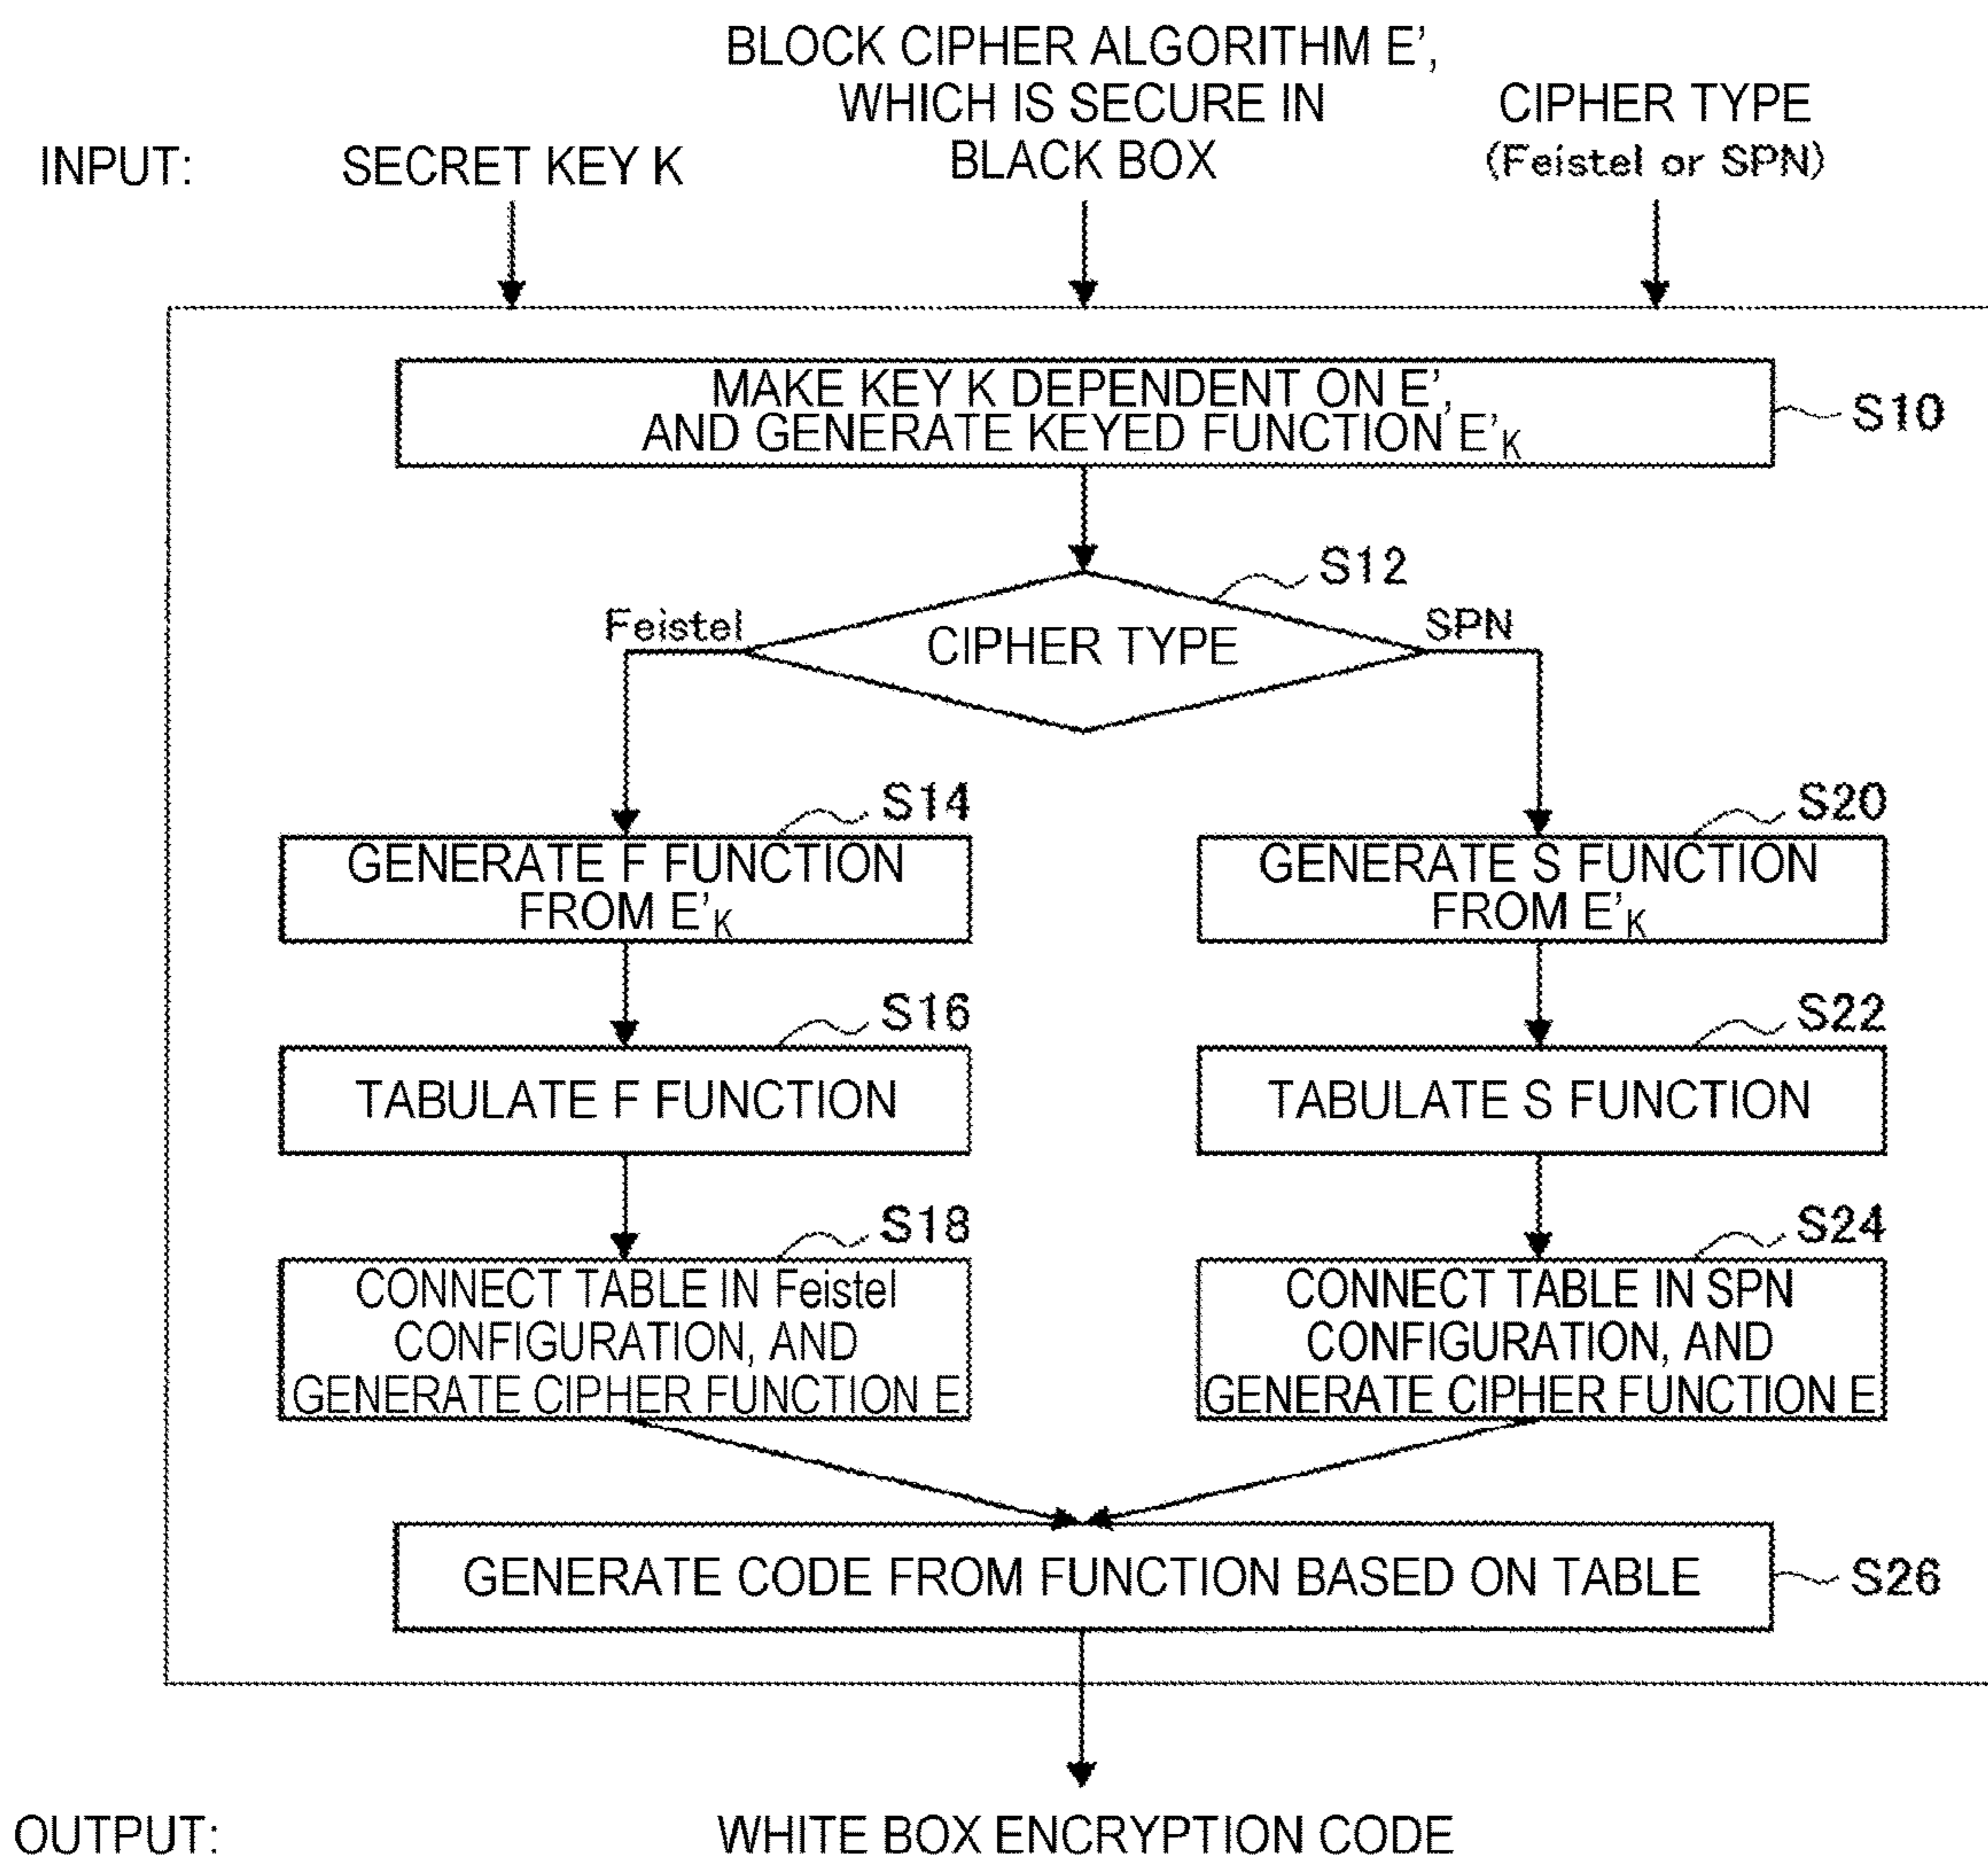 BLOCK CIPHER ALGORITHM E',
WHICH IS SECURE IN
BLACK BOX
CIPHER TYPE
(Feistel or SPN)
INPUT:
SECRET KEY K
MAKE KEY K DEPENDENT ON E',
AND GENERATE KEYED FUNCTION E'K
S10
S12
Feistel
CIPHER TYPE
SPN
S14
GENERATE F FUNCTION
FROM E'K
S20
GENERATE S FUNCTION
FROM E'K
S16
TABULATE F FUNCTION
S22
TABULATE S FUNCTION
S18
CONNECT TABLE IN Feistel
CONFIGURATION, AND
GENERATE CIPHER FUNCTION E
S24
CONNECT TABLE IN SPN
CONFIGURATION, AND
GENERATE CIPHER FUNCTION E
GENERATE CODE FROM FUNCTION BASED ON TABLE
S26
OUTPUT:
WHITE BOX ENCRYPTION CODE